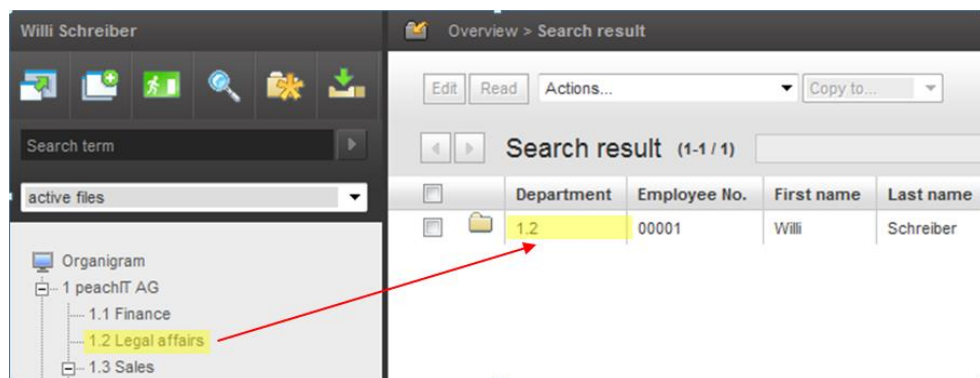 Willi Schreiber
Overview > Search result
Edit Read Actions... Copy to...
Search term
Search result (1-1 / 1)
active files
Department Employee No. First name Last name
1.2 00001 Willi Schreiber
Organigram
1 peachIT AG
1.1 Finance
1.2 Legal affairs
1.3 Sales